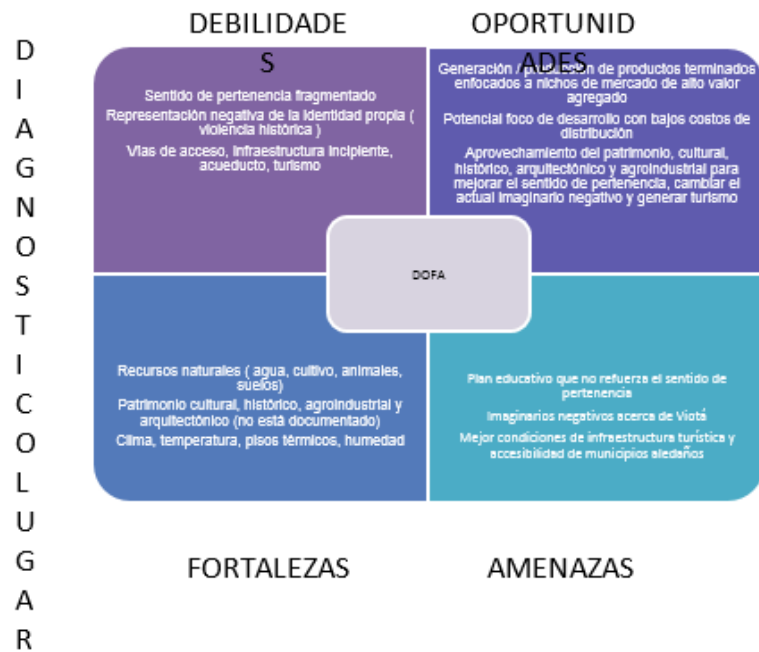 DEBILIDADE
S
OPORTUNID
ADES
D
I
A
G
N
O
S
T
I
C
O
L
U
G
A
R
Sentido de pertenencia fragmentado
Representación negativa de la identidad propia (
violencia histórica )
Vías de acceso, infraestructura incipiente,
acueducto, turismo
Generación / producción de productos terminados
enfocados a nichos de mercado de alto valor
agregado
Potencial foco de desarrollo con bajos costos de
distribución
Aprovechamiento del patrimonio, cultural,
histórico, arquitectónico y agroindustrial para
mejorar el sentido de pertenencia, cambiar el
actual imaginario negativo y generar turismo
DOFA
Recursos naturales ( agua, cultivo, animales,
suelos)
Patrimonio cultural, histórico, agroindustrial y
arquitectónico (no está documentado)
Clima, temperatura, pisos térmicos, humedad
Plan educativo que no refuerza el sentido de
pertenencia
Imaginarios negativos acerca de Viotá
Mejor condiciones de infraestructura turística y
accesibilidad de municipios aledaños
FORTALEZAS
AMENAZAS